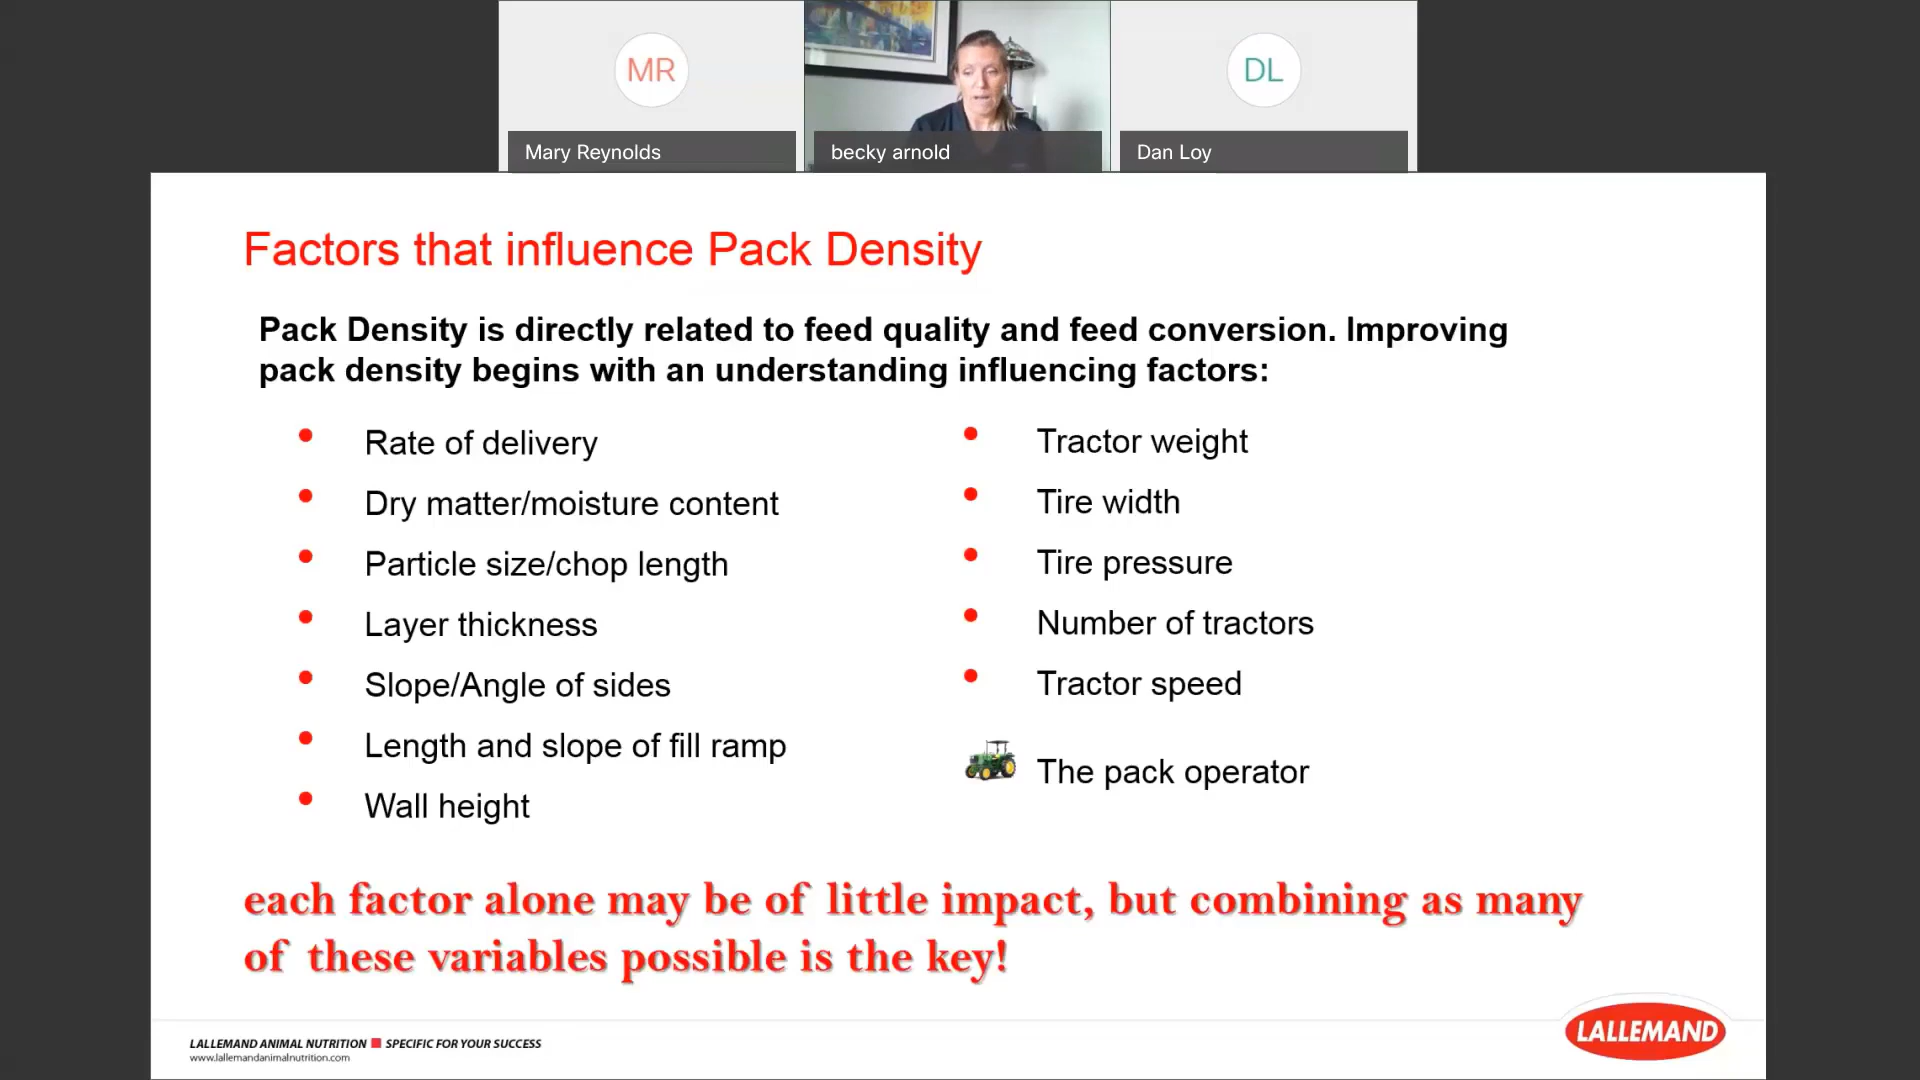 MR
DL
Mary Reynolds
becky arnold
Dan Loy
Factors that influence Pack Density
Pack Density is directly related to feed quality and feed conversion. Improving
pack density begins with an understanding influencing factors:
Rate of delivery
Dry matter/moisture content
Particle size/chop length
Layer thickness
Slope/Angle of sides
Length and slope of fill ramp
Wall height
Tractor weight
Tire width
Tire pressure
Number of tractors
Tractor speed
The pack operator
each factor alone may be of little impact, but combining as many
of these variables possible is the key!
LALLEMAND ANIMAL NUTRITION SPECIFIC FOR YOUR SUCCESS
www.lallemandanimalnutrition.com
LALLEMAND